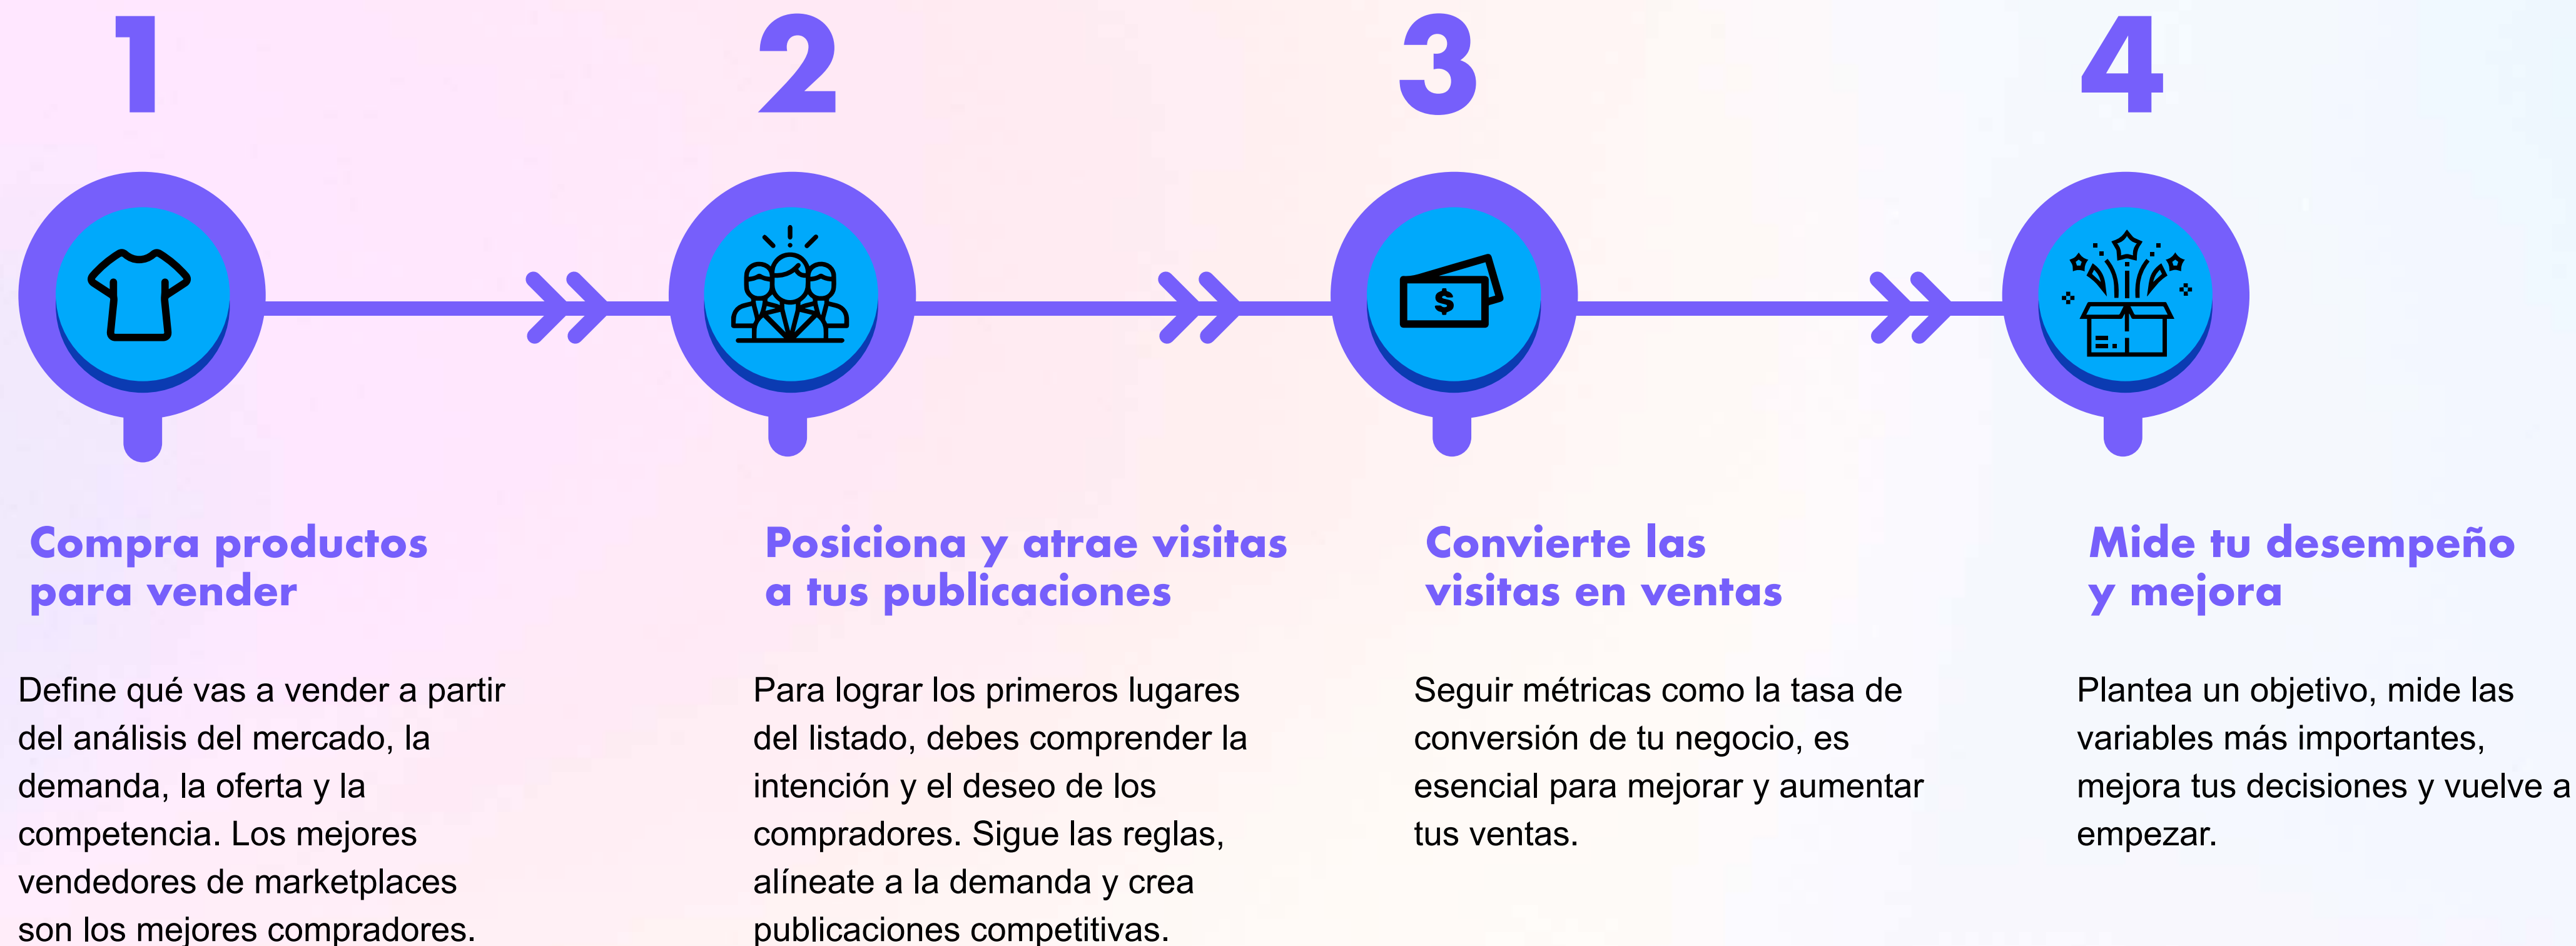 1
2
3
4
$
Compra productos
para vender
Define qué vas a vender a partir
del análisis del mercado, la
demanda, la oferta y la
competencia. Los mejores
vendedores de marketplaces
son los mejores compradores.
Posiciona y atrae visitas
a tus publicaciones
Para lograr los primeros lugares
del listado, debes comprender la
intención y el deseo de los
compradores. Sigue las reglas,
alíneate a la demanda y crea
publicaciones competitivas.
Convierte las
visitas en ventas
Seguir métricas como la tasa de
conversión de tu negocio, es
esencial para mejorar y aumentar
tus ventas.
Mide tu desempeño
y mejora
Plantea un objetivo, mide las
variables más importantes,
mejora tus decisiones y vuelve a
empezar.